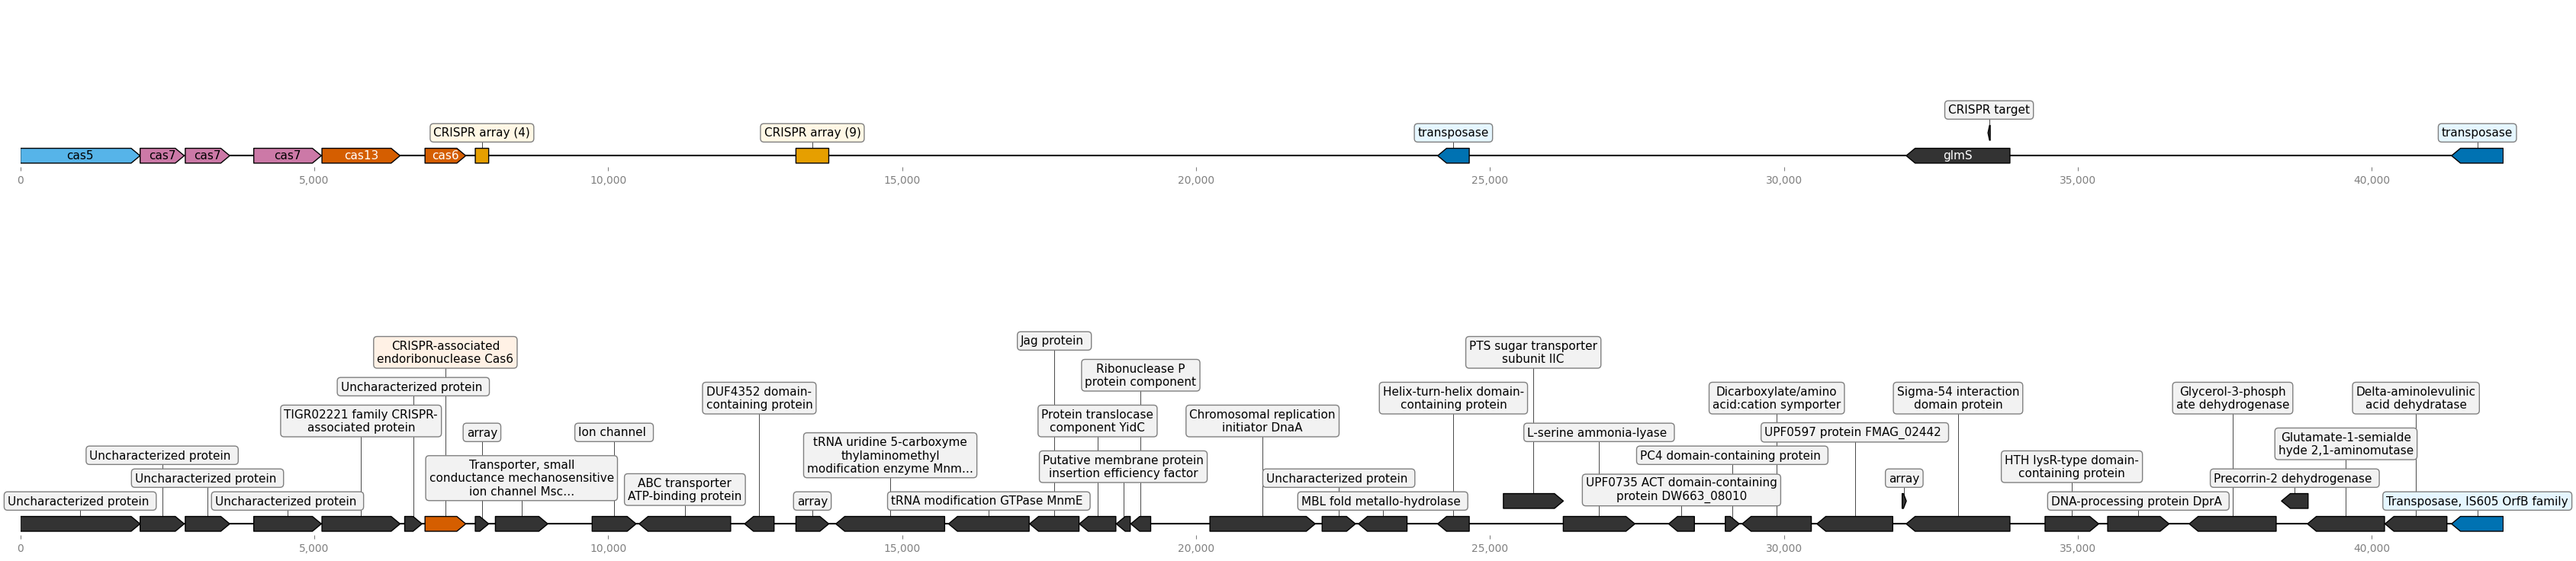 CRISPR target
CRISPR array (4)
CRISPR array (9)
transposase
transposase
cas5
cas7
cas7
cas7
cas13
cas6
glmS
0
5,000
10,000
15,000
20,000
25,000
30,000
35,000
40,000
Jag protein
CRISPR-associated
endoribonuclease Cas6
PTS sugar transporter
subunit IIC
Ribonuclease P
protein component
Uncharacterized protein
DUF4352 domain-
containing protein
Helix-turn-helix domain-
containing protein
Dicarboxylate/amino
acid:cation symporter
Sigma-54 interaction
domain protein
Glycerol-3-phosph
ate dehydrogenase
Delta-aminolevulinic
acid dehydratase
TIGR02221 family CRISPR-
associated protein
Protein translocase
component YidC
Chromosomal replication
initiator DnaA
array
Ion channel
L-serine ammonia-lyase
UPF0597 protein FMAG_02442
tRNA uridine 5-carboxyme
thylaminomethyl
modification enzyme Mnm...
Glutamate-1-semialde
hyde 2,1-aminomutase
Uncharacterized protein
PC4 domain-containing protein
Transporter, small
conductance mechanosensitive
ion channel Msc...
Putative membrane protein
insertion efficiency factor
HTH lysR-type domain-
containing protein
Uncharacterized protein
Uncharacterized protein
array
Precorrin-2 dehydrogenase
ABC transporter
ATP-binding protein
UPF0735 ACT domain-containing
protein DW663_08010
Uncharacterized protein
Uncharacterized protein
array
tRNA modification GTPase MnmE
MBL fold metallo-hydrolase
DNA-processing protein DprA
Transposase, IS605 OrfB family
0
5,000
10,000
15,000
20,000
25,000
30,000
35,000
40,000